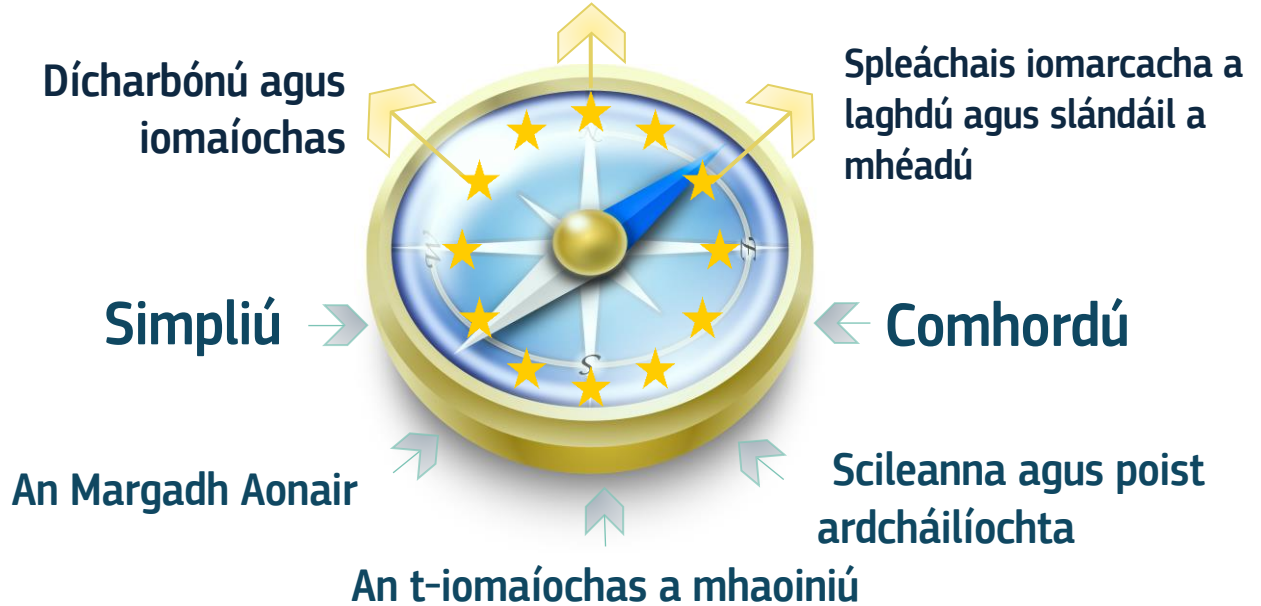 Dícharbónú agus
iomaíochas
Spleáchais iomarcacha a
laghdú agus slándáil a
mhéadú
N
W
E
S
Simpliú
Comhordú
An Margadh Aonair
Scileanna agus poist
ardcháilíochta
An t-iomaíochas a mhaoiniú